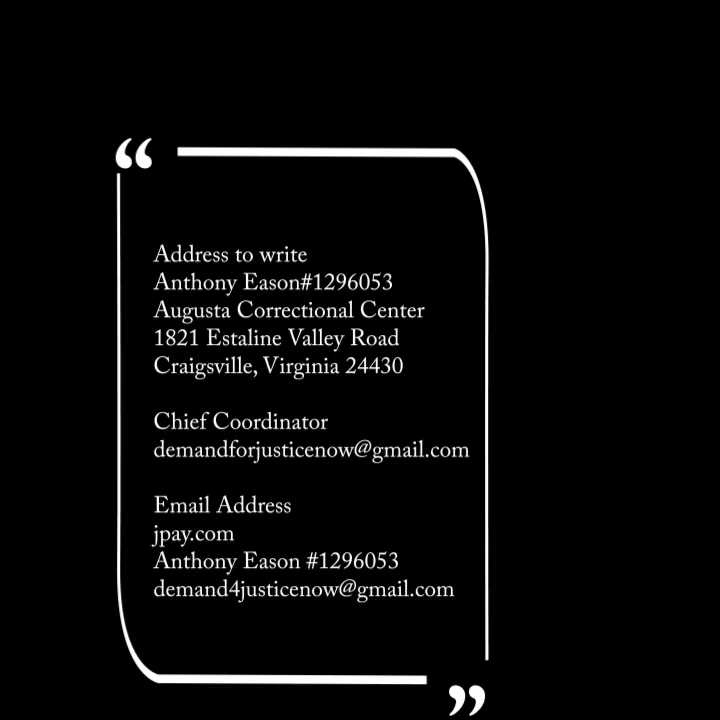 Address to write
Anthony Eason#1296053
Augusta Correctional Center
1821 Estaline Valley Road
Craigsville, Virginia 24430
Chief Coordinator
demandforjusticenow@gmail.com
Email Address
jpay.com
Anthony Eason #1296053
demand4justicenow@gmail.com